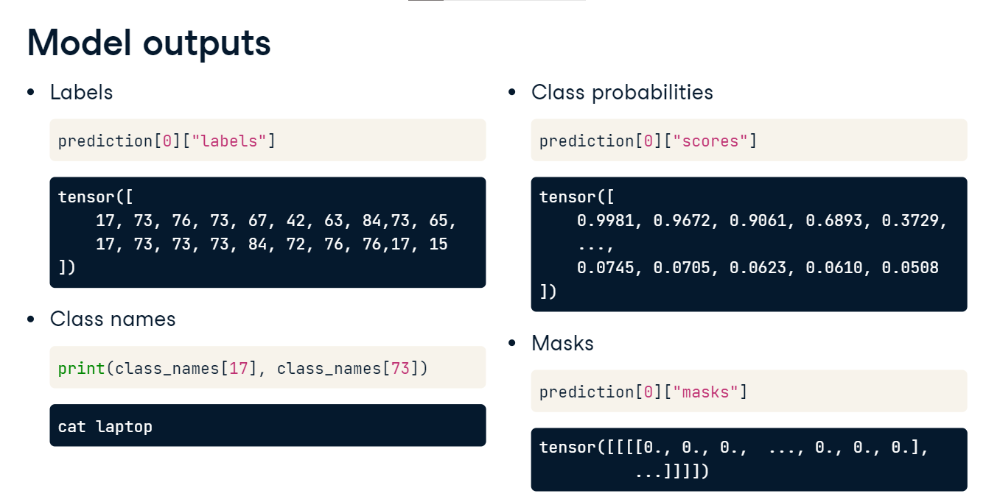 Model outputs
Labels
prediction[0]["labels"]
tensor([
17, 73, 76, 73, 67, 42, 63, 84,73, 65,
17, 73, 73, 73, 84, 72, 76, 76,17, 15
])
Class names
print(class_names[17], class_names[73])
cat laptop
Class probabilities
prediction[0]["scores"]
tensor([
0.9981, 0.9672, 0.9061, 0.6893, 0.3729,
...,
0.0745, 0.0705, 0.0623, 0.0610, 0.0508
])
Masks
prediction[0]["masks"]
tensor([[[[0., 0., 0.,  ..., 0., 0., 0.],
...]]]])